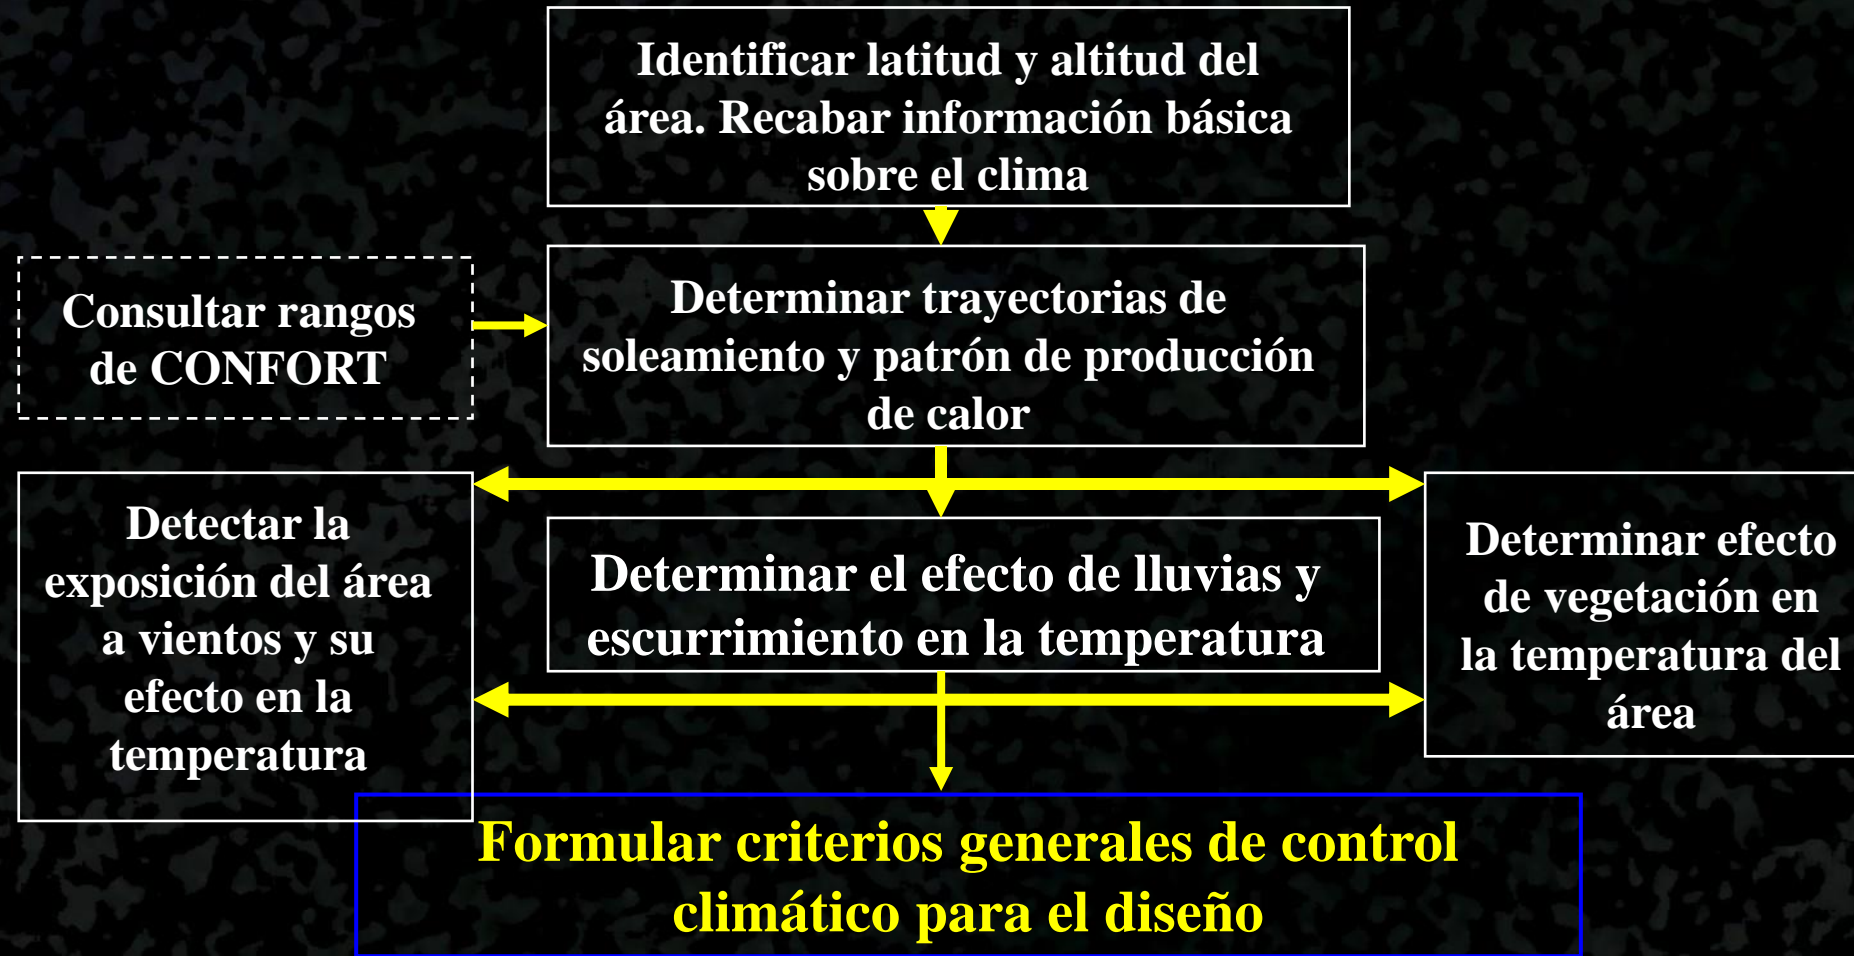 Identificar latitud y altitud del
área. Recabar información básica
sobre el clima
Consultar rangos
de CONFORT
Determinar trayectorias de
soleamiento y patrón de producción
de calor
Detectar la
exposición del área
a vientos y su
efecto en la
temperatura
Determinar el efecto de lluvias y
escurrimiento en la temperatura
Determinar efecto
de vegetación en
la temperatura del
área
Formular criterios generales de control
climático para el diseño